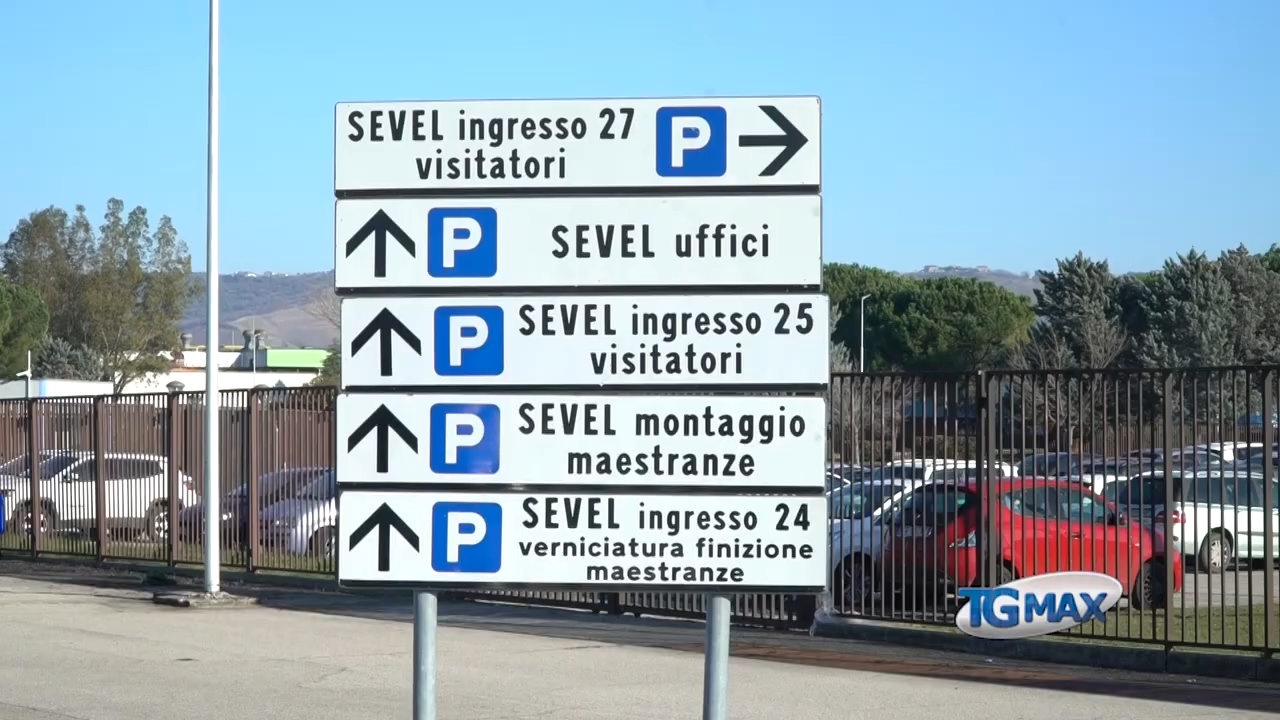 SEVEL ingresso 27 P
visitatori
P SEVEL uffici
P SEVEL ingresso 25
visitatori
P SEVEL montaggio
maestranze
P SEVEL ingresso 24
verniciatura finizione
maestranze
TGMAX